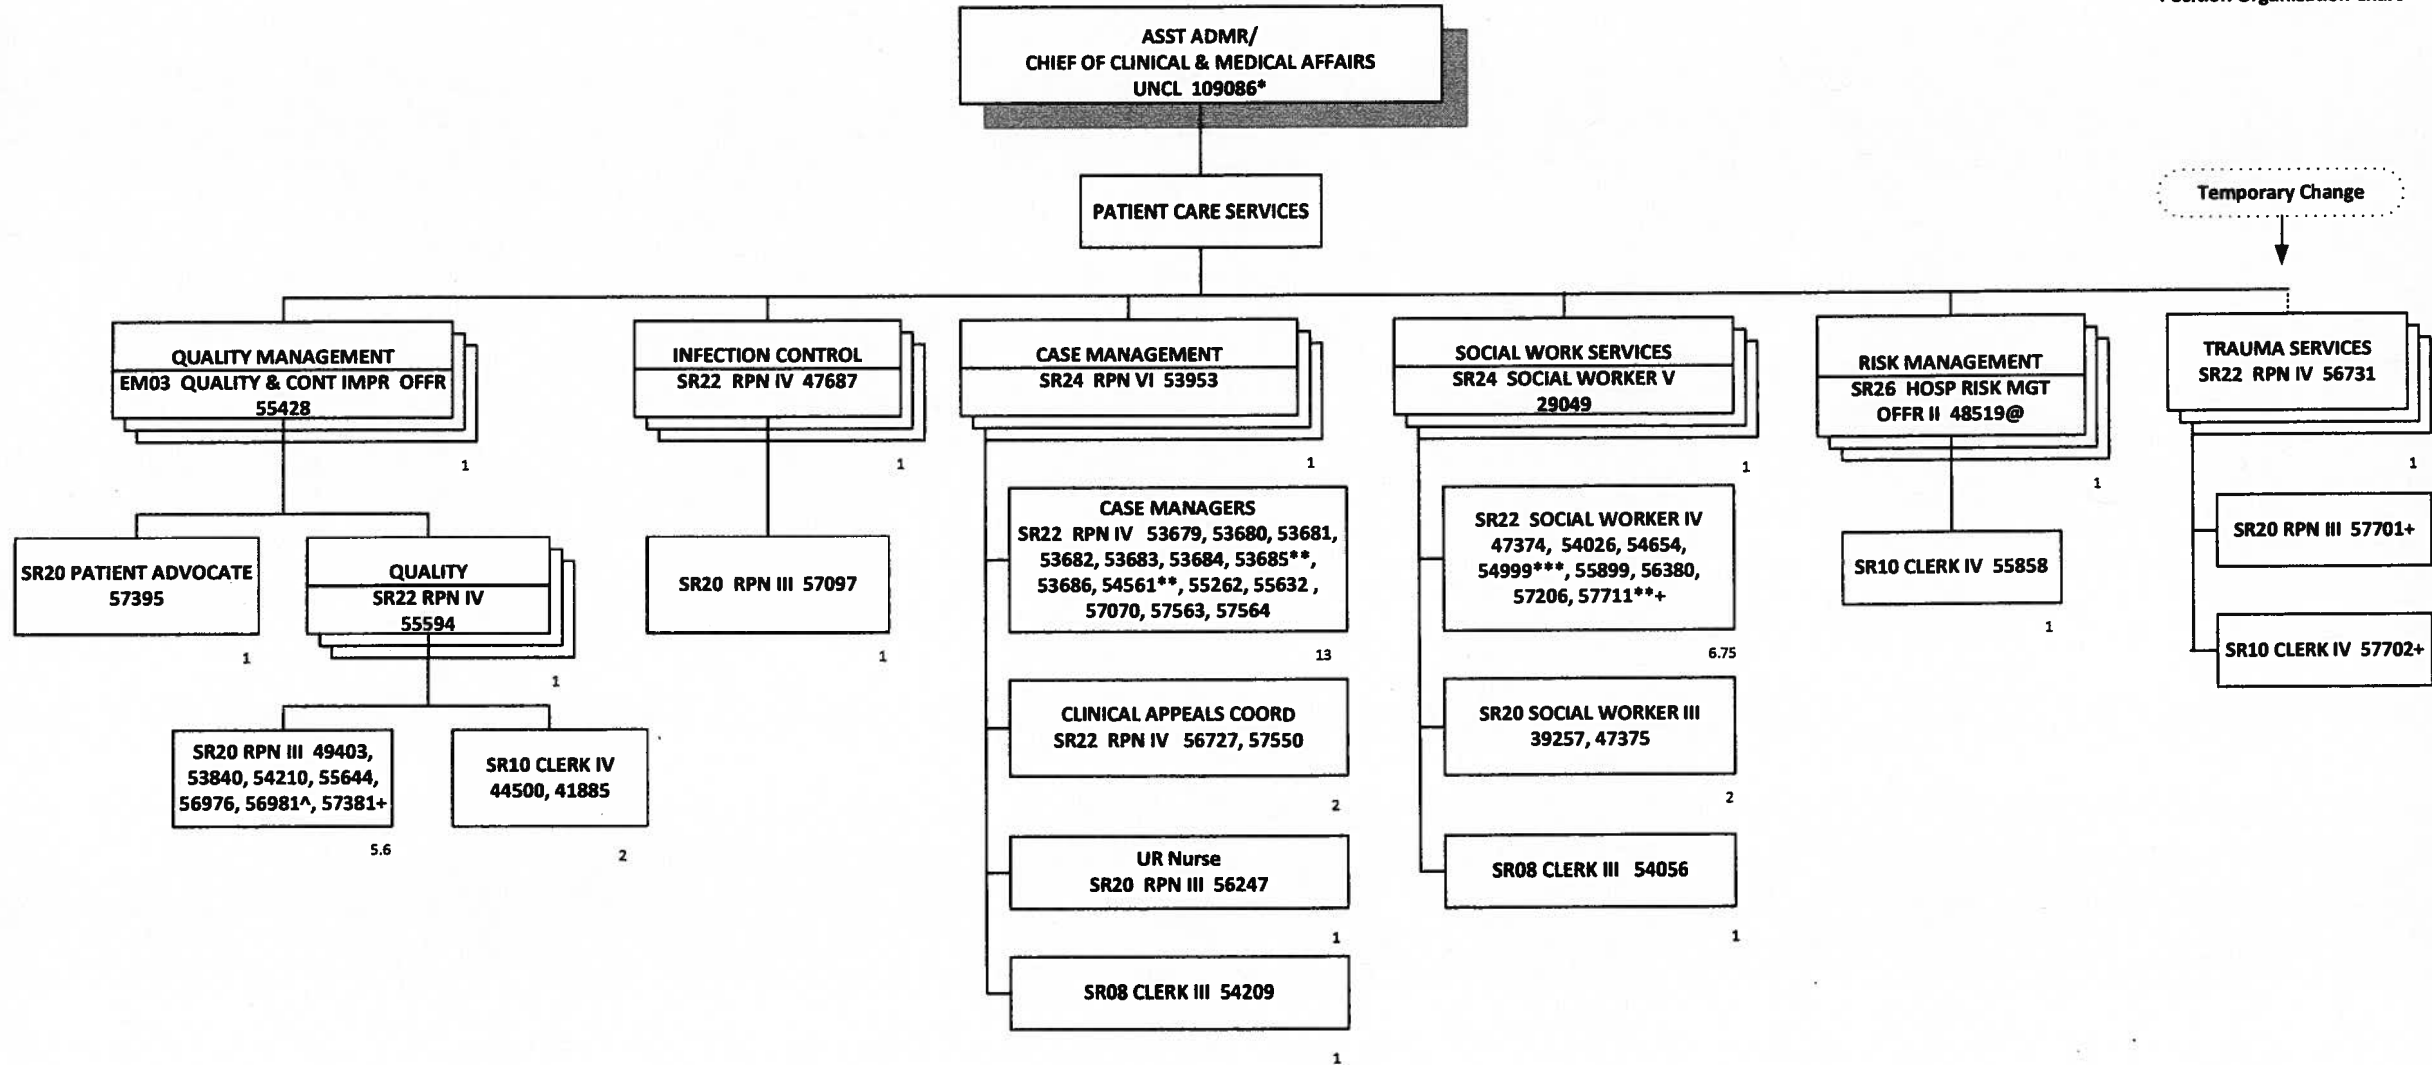 ASST ADMR/
CHIEF OF CLINICAL & MEDICAL AFFAIRS
UNCL 109086*
PATIENT CARE SERVICES
Temporary Change
QUALITY MANAGEMENT
EM03 QUALITY & CONT IMPR OFFR
55428
1
INFECTION CONTROL
SR22 RPN IV 47687
1
CASE MANAGEMENT
SR24 RPN VI 53953
1
SOCIAL WORK SERVICES
SR24 SOCIAL WORKER V
29049
1
RISK MANAGEMENT
SR26 HOSP RISK MGT
OFFR II 48519@
1
TRAUMA SERVICES
SR22 RPN IV 56731
1
SR20 PATIENT ADVOCATE
57395
1
QUALITY
SR22 RPN IV
55594
1
SR20 RPN III 49403,
53840, 54210, 55644,
56976, 56981^, 57381+
5.6
SR10 CLERK IV
44500, 41885
2
SR20 RPN III 57097
1
CASE MANAGERS
SR22 RPN IV 53679, 53680, 53681,
53682, 53683, 53684, 53685**,
53686, 54561**, 55262, 55632 ,
57070, 57563, 57564
13
CLINICAL APPEALS COORD
SR22 RPN IV 56727, 57550
2
UR Nurse
SR20 RPN III 56247
1
SR08 CLERK III 54209
1
SR22 SOCIAL WORKER IV
47374, 54026, 54654,
54999***, 55899, 56380,
57206, 57711**+
6.75
SR20 SOCIAL WORKER III
39257, 47375
2
SR08 CLERK III 54056
1
SR10 CLERK IV 55858
1
SR20 RPN III 57701+
SR10 CLERK IV 57702+